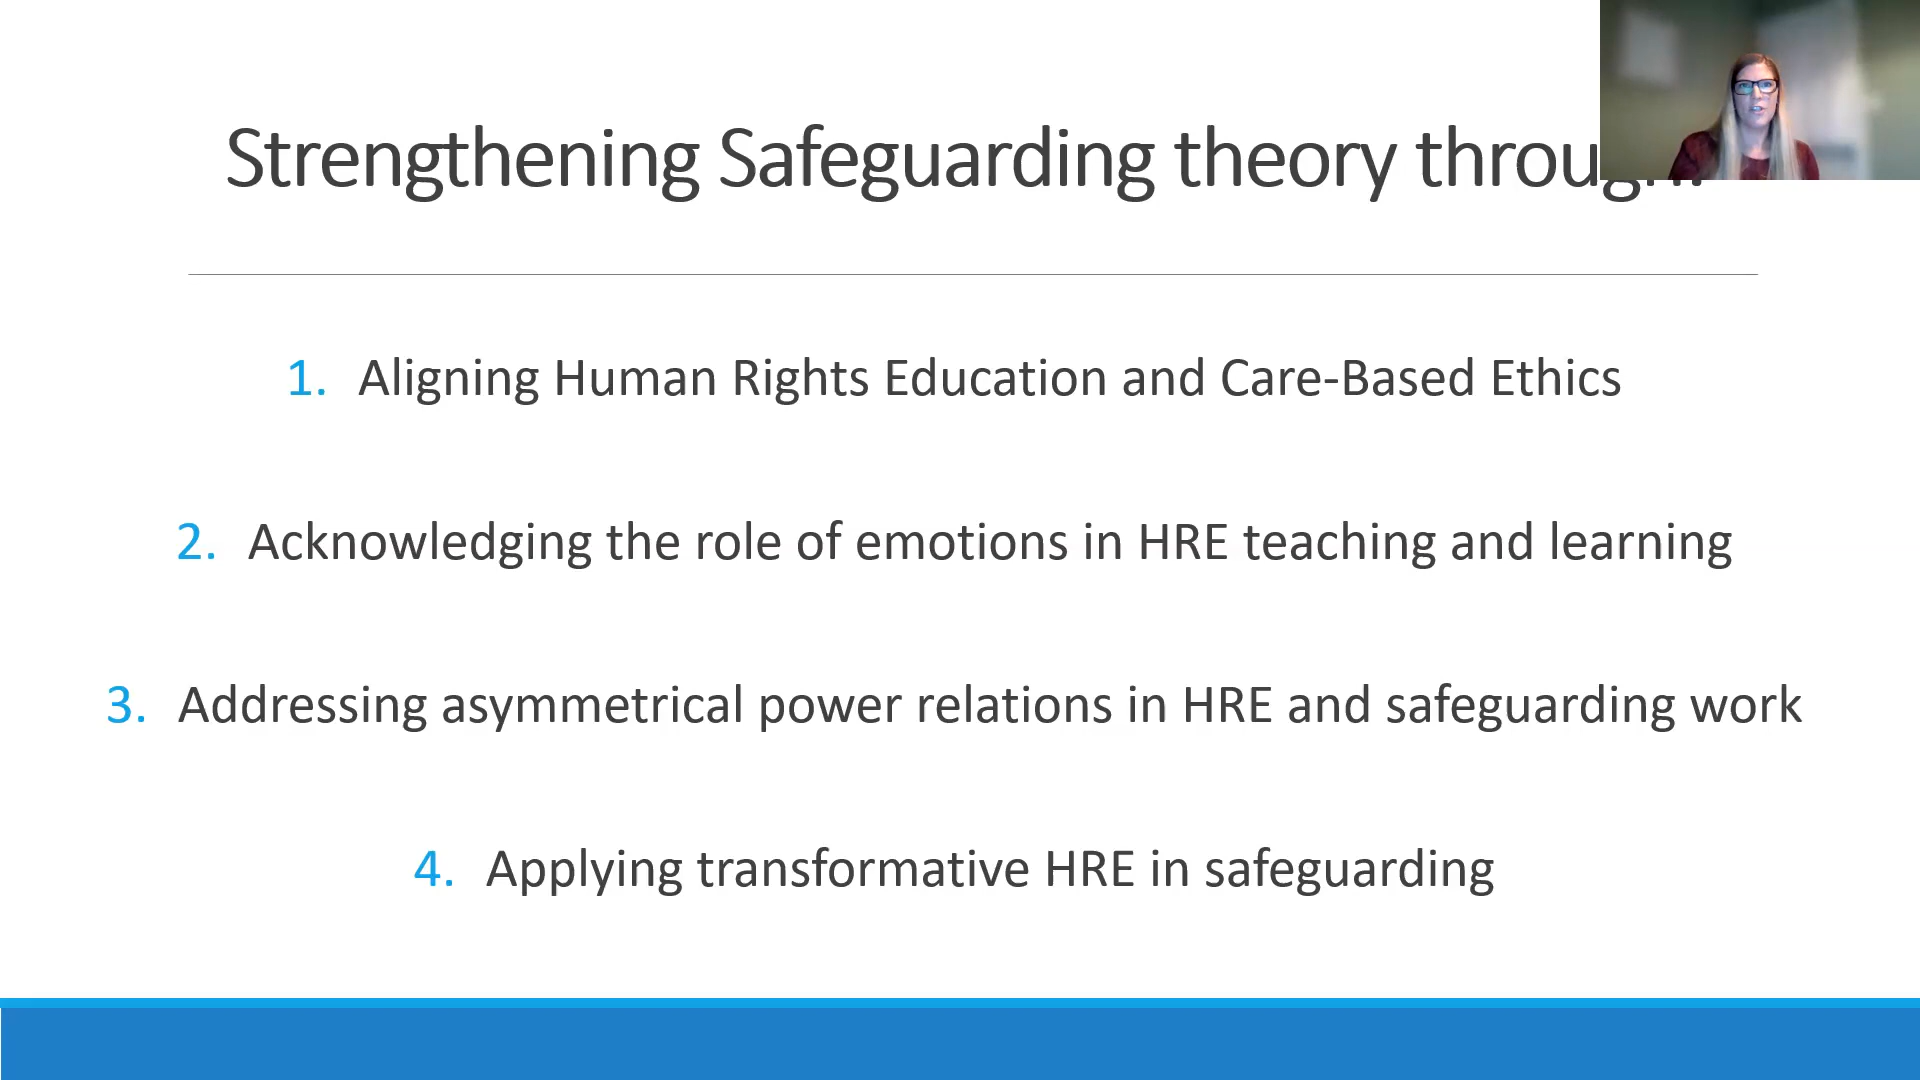 Strengthening Safeguarding theory through:
1. Aligning Human Rights Education and Care-Based Ethics
2. Acknowledging the role of emotions in HRE teaching and learning
3. Addressing asymmetrical power relations in HRE and safeguarding work
4. Applying transformative HRE in safeguarding